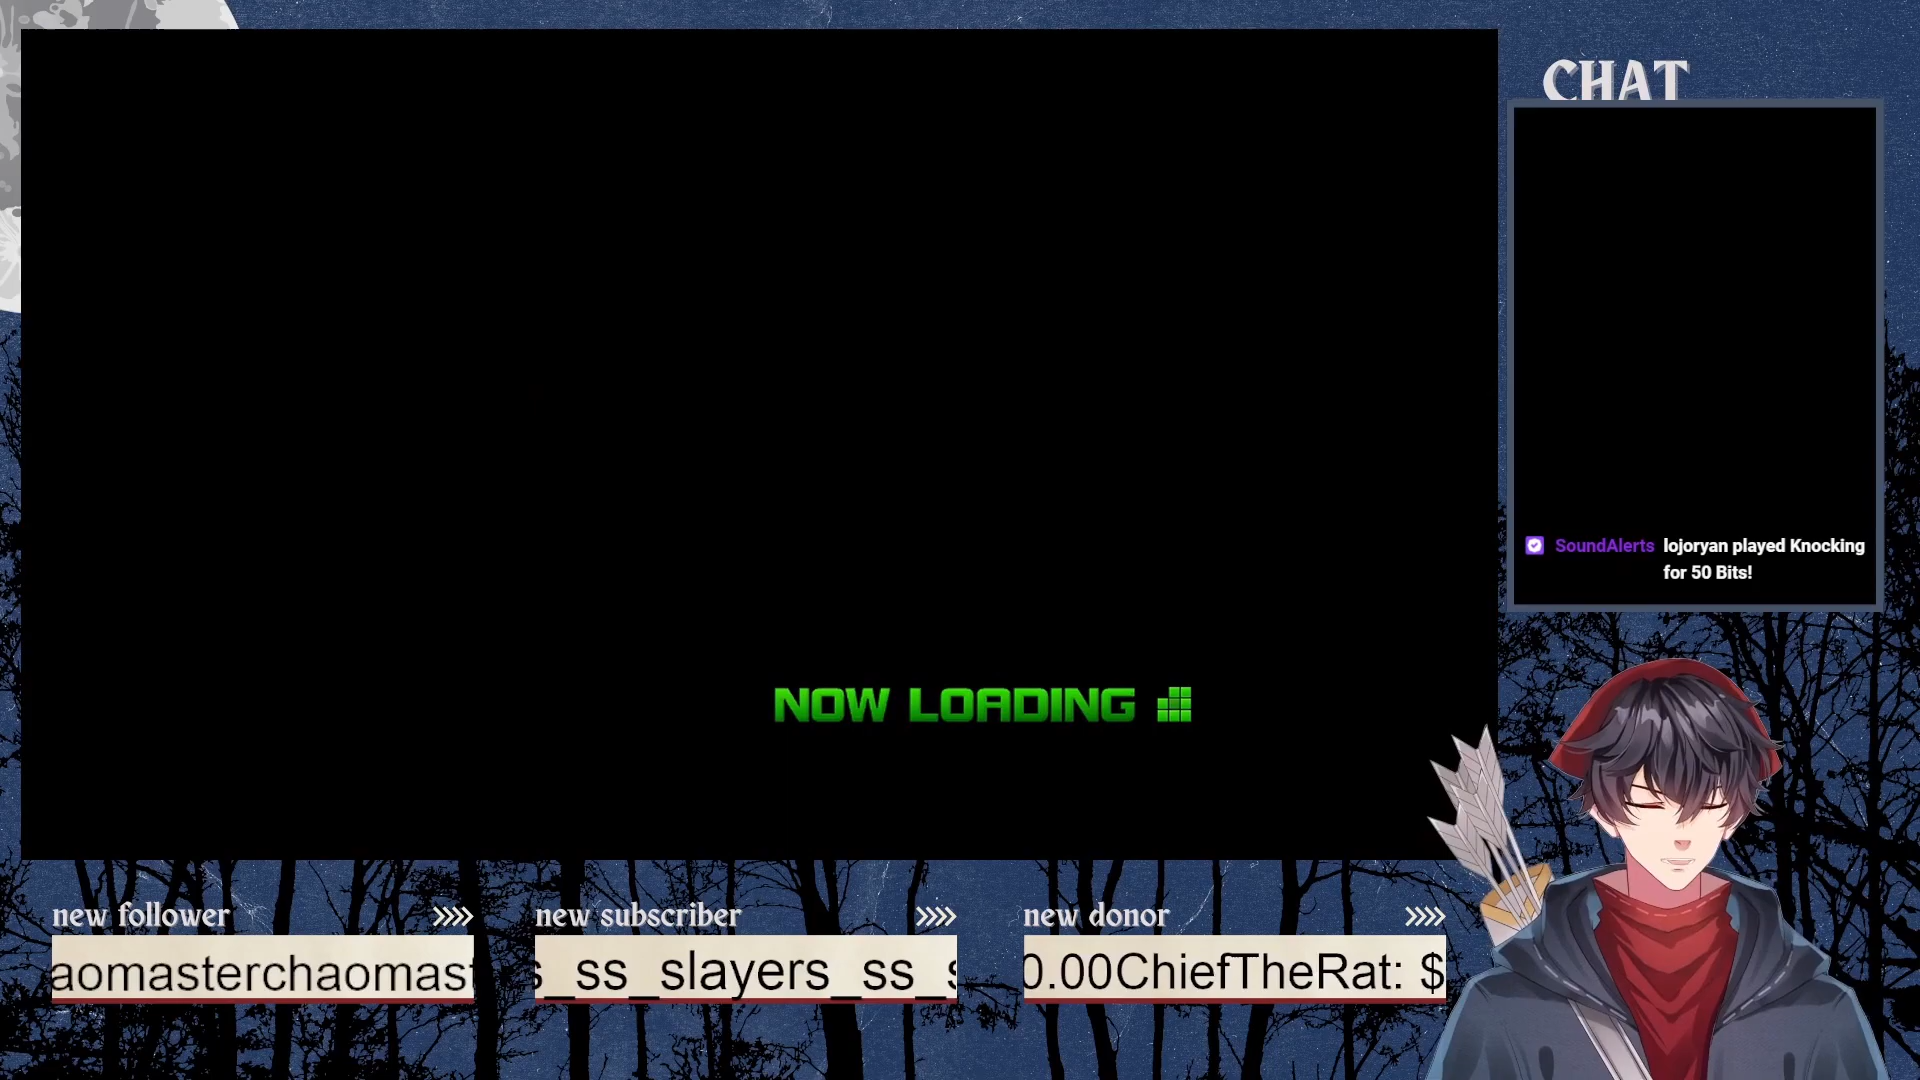 CHAT
SoundAlerts lojoryan played Knocking
for 50 Bits!
NOW LOADING
new follower >>>>
aomasterchaomast
new subscriber >>>>
s_ss_slayers_ss_s
new donor >>>>
0.00ChiefTheRat: $